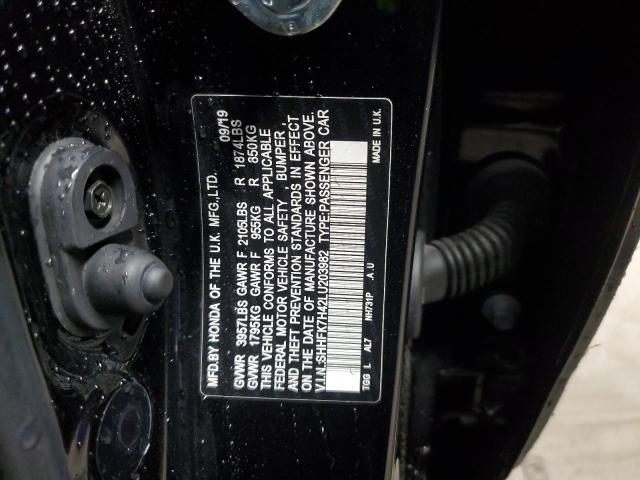 MFD.BY HONDA OF THE U.K. MFG.,LTD. 09/19
GVWR 3957LBS GAWR F 2105LBS R 1874LBS
GVWR 1795KG GAWR F 955KG R 850KG
THIS VEHICLE CONFORMS TO ALL APPLICABLE
FEDERAL MOTOR VEHICLE SAFETY , BUMPER ,
AND THEFT PREVENTION STANDARDS IN EFFECT
ON THE DATE OF MANUFACTURE SHOWN ABOVE.
V.I.N.:SHHFK7H42LU203982 TYPE:PASSENGER CAR
TGG L AL7 NH731P A.U MADE IN U.K.